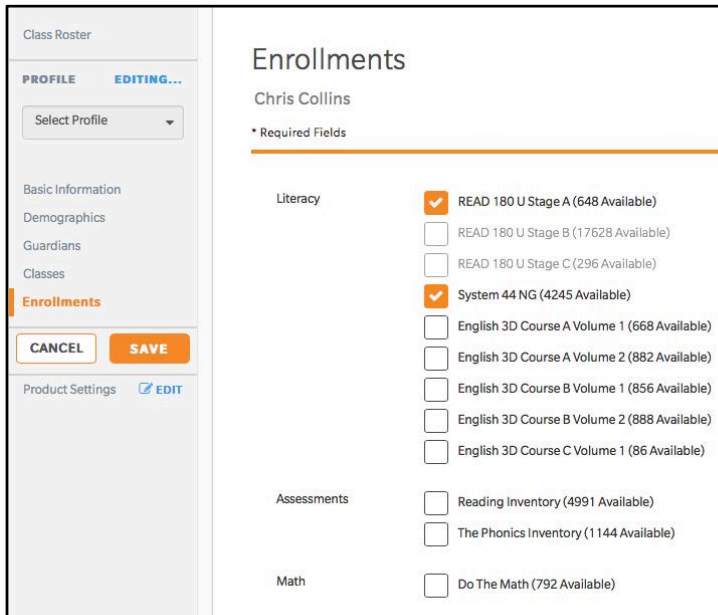 Class Roster
PROFILE EDITING...
Select Profile
Basic Information
Demographics
Guardians
Classes
Enrollments
CANCEL SAVE
Product Settings EDIT
Enrollments
Chris Collins
* Required Fields
Literacy
READ 180 U Stage A (648 Available)
READ 180 U Stage B (17628 Available)
READ 180 U Stage C (296 Available)
System 44 NG (4245 Available)
English 3D Course A Volume 1 (668 Available)
English 3D Course A Volume 2 (882 Available)
English 3D Course B Volume 1 (856 Available)
English 3D Course B Volume 2 (888 Available)
English 3D Course C Volume 1 (86 Available)
Assessments
Reading Inventory (4991 Available)
The Phonics Inventory (1144 Available)
Math
Do The Math (792 Available)